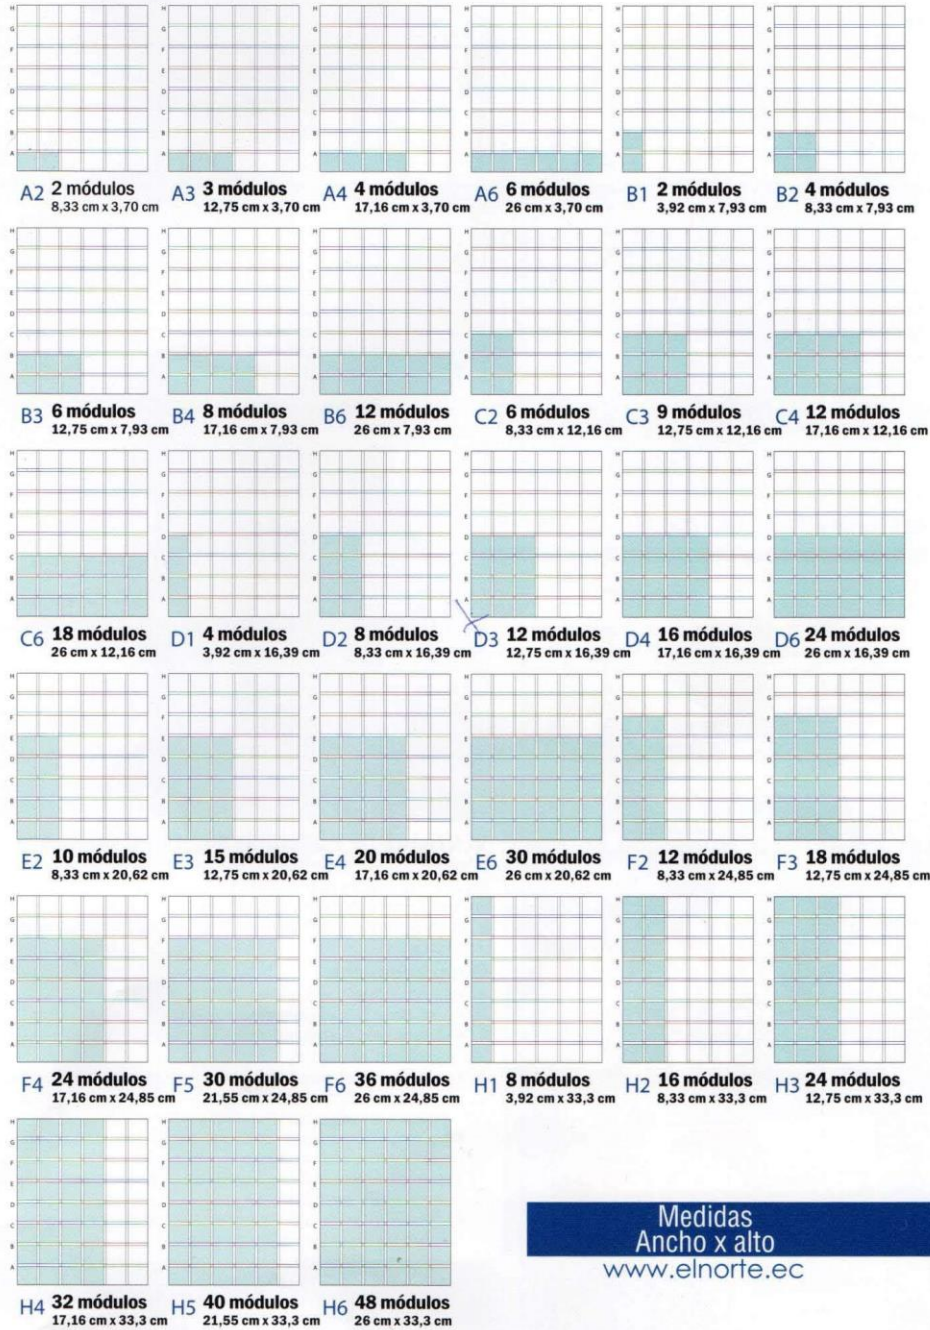 A2 2 módulos
8,33 cm x 3,70 cm
A3 3 módulos
12,75 cm x 3,70 cm
A4 4 módulos
17,16 cm x 3,70 cm
A6 6 módulos
26 cm x 3,70 cm
B1 2 módulos
3,92 cm x 7,93 cm
B2 4 módulos
8,33 cm x 7,93 cm
B3 6 módulos
12,75 cm x 7,93 cm
B4 8 módulos
17,16 cm x 7,93 cm
B6 12 módulos
26 cm x 7,93 cm
C2 6 módulos
8,33 cm x 12,16 cm
C3 9 módulos
12,75 cm x 12,16 cm
C4 12 módulos
17,16 cm x 12,16 cm
C6 18 módulos
26 cm x 12,16 cm
D1 4 módulos
3,92 cm x 16,39 cm
D2 8 módulos
8,33 cm x 16,39 cm
D3 12 módulos
12,75 cm x 16,39 cm
D4 16 módulos
17,16 cm x 16,39 cm
D6 24 módulos
26 cm x 16,39 cm
E2 10 módulos
8,33 cm x 20,62 cm
E3 15 módulos
12,75 cm x 20,62 cm
E4 20 módulos
17,16 cm x 20,62 cm
E6 30 módulos
26 cm x 20,62 cm
F2 12 módulos
8,33 cm x 24,85 cm
F3 18 módulos
12,75 cm x 24,85 cm
F4 24 módulos
17,16 cm x 24,85 cm
F5 30 módulos
21,55 cm x 24,85 cm
F6 36 módulos
26 cm x 24,85 cm
H1 8 módulos
3,92 cm x 33,3 cm
H2 16 módulos
8,33 cm x 33,3 cm
H3 24 módulos
12,75 cm x 33,3 cm
H4 32 módulos
17,16 cm x 33,3 cm
H5 40 módulos
21,55 cm x 33,3 cm
H6 48 módulos
26 cm x 33,3 cm
Medidas
Ancho x alto
www.elnorte.ec